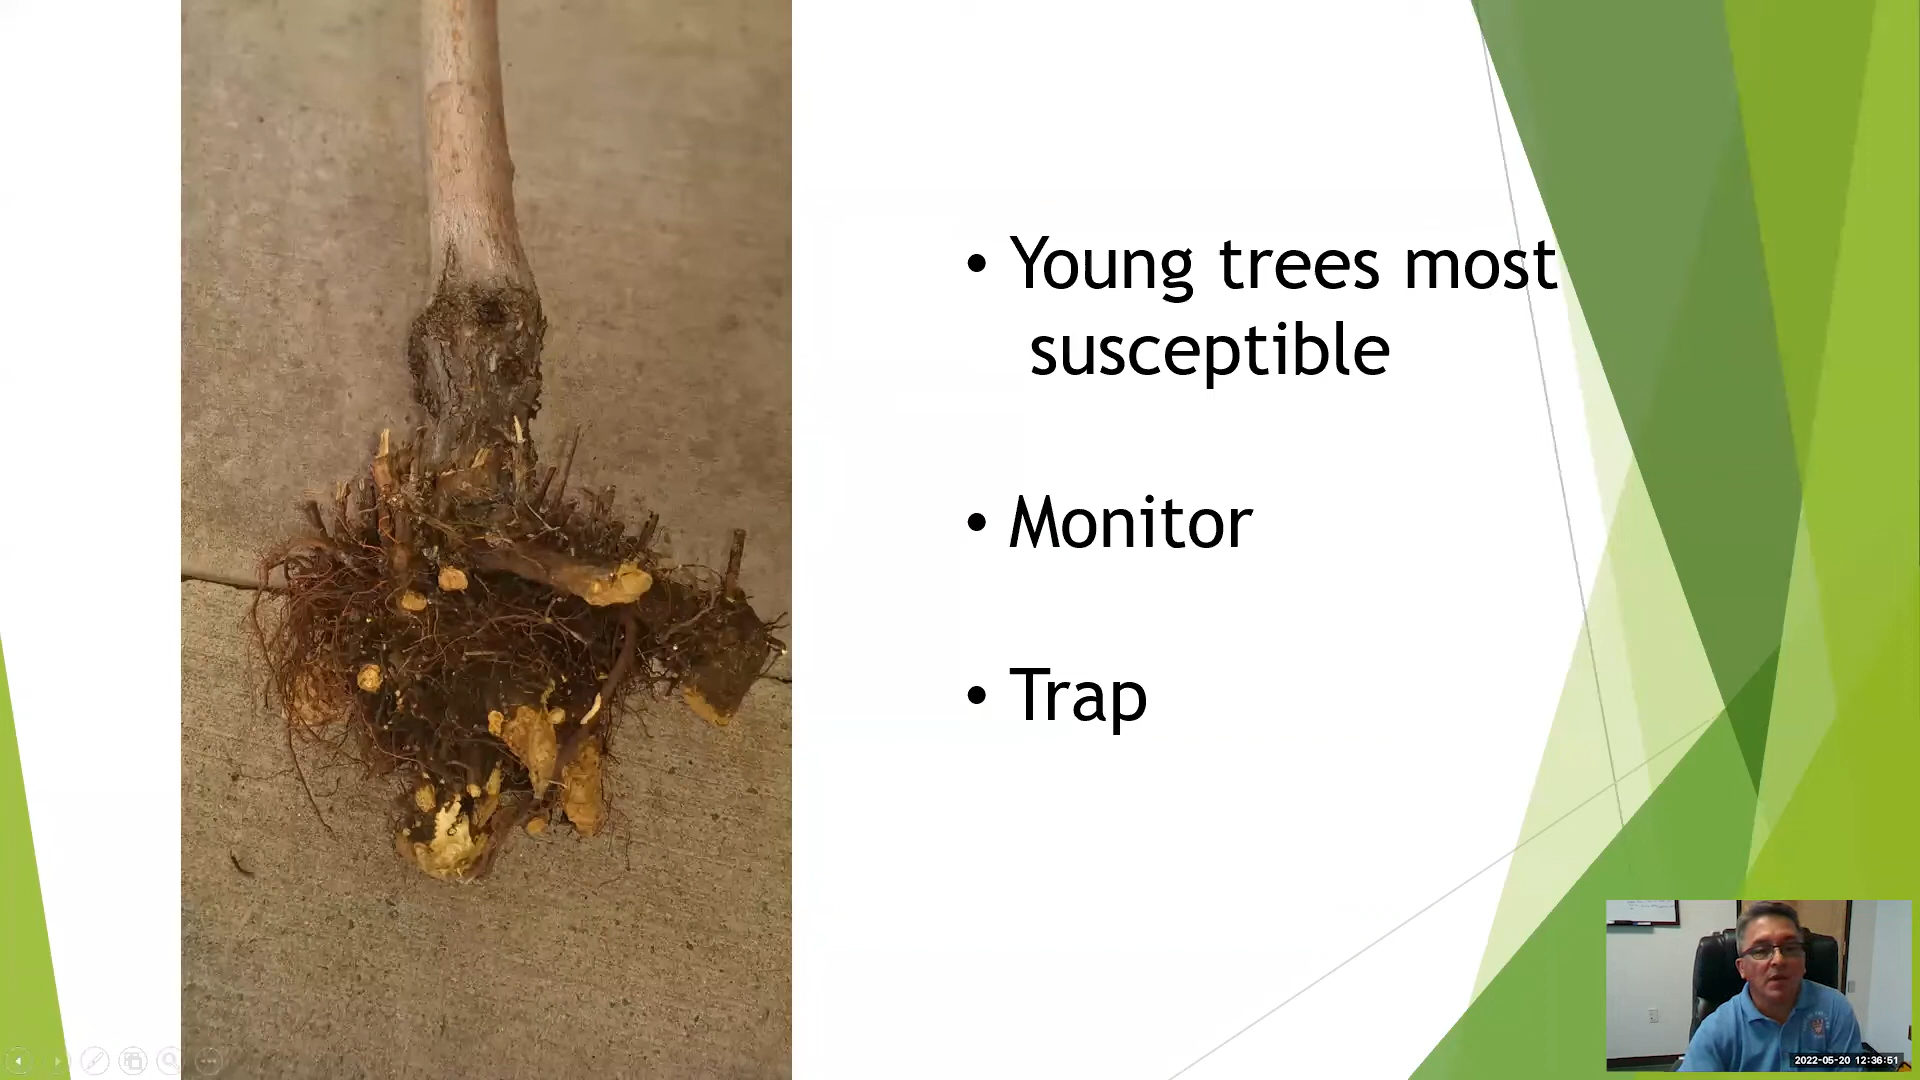 • Young trees most
susceptible
• Monitor
• Trap
2022-05-20 12:36:51